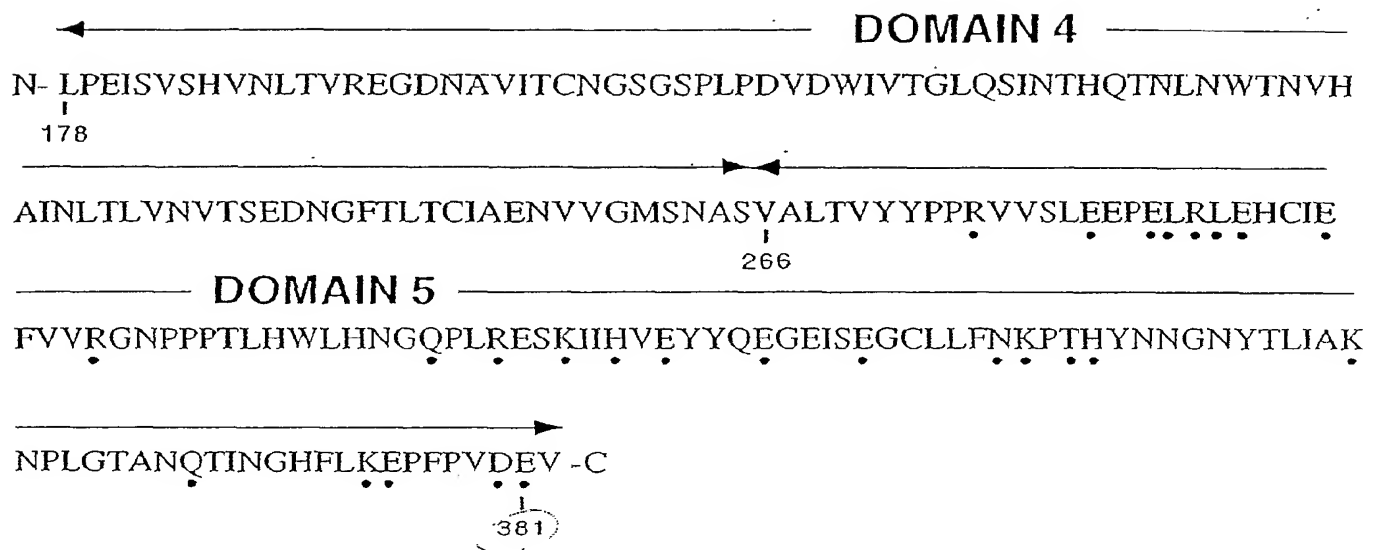 DOMAIN 4
N- LPEISVSHVNLTVREGDNAVITCNGSGSPLPDVDWIVTGLQSINTHQTNLNWTNVH
178
AINLTLVNVTSEDNGFTLTCIAENVVGMSNASVALTVYYPPRVVSLEEPELRLEHCIE
266
DOMAIN 5
FVVRGNPPPTLHWLHNGQPLRESKIIHVEYYQEGEISEGCLLFNKPTHYNNGNYTLIAK
NPLGTANQTINGHFLKEPFPVDEV -C
381